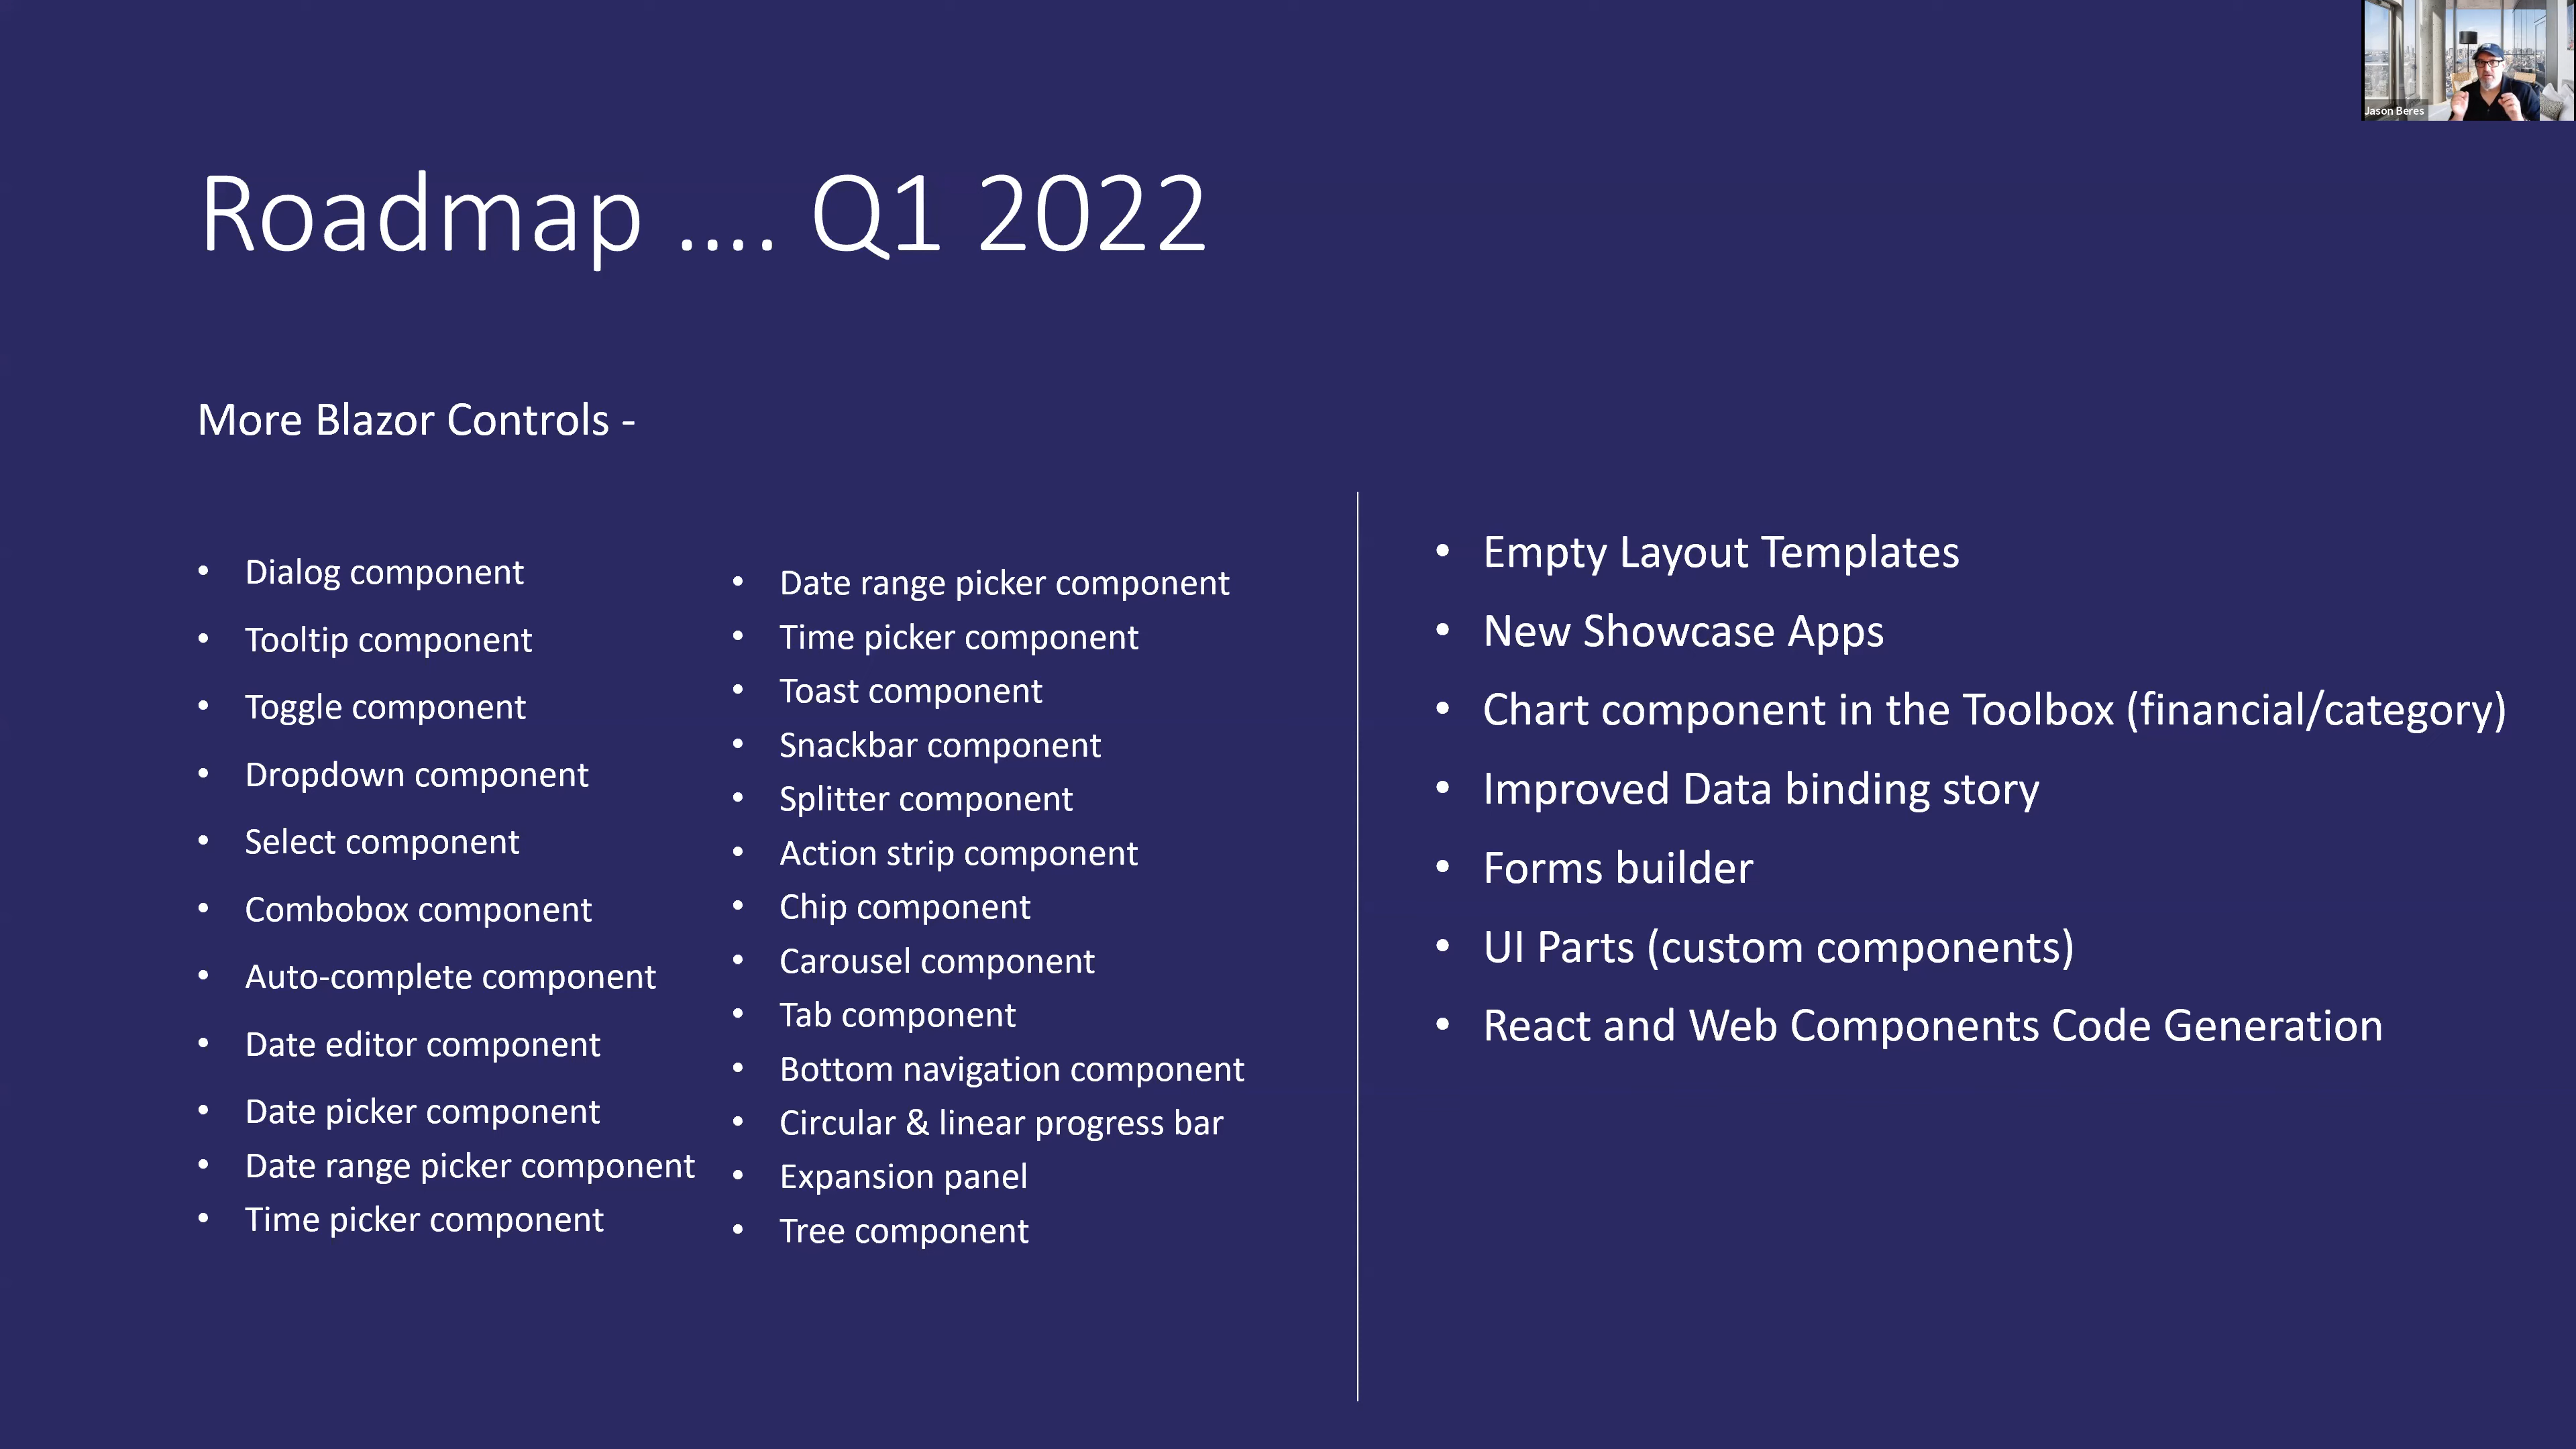 Jason Beres
Roadmap .... Q1 2022
More Blazor Controls -
• Dialog component
• Tooltip component
• Toggle component
• Dropdown component
• Select component
• Combobox component
• Auto-complete component
• Date editor component
• Date picker component
• Date range picker component
• Time picker component
• Date range picker component
• Time picker component
• Toast component
• Snackbar component
• Splitter component
• Action strip component
• Chip component
• Carousel component
• Tab component
• Bottom navigation component
• Circular & linear progress bar
• Expansion panel
• Tree component
• Empty Layout Templates
• New Showcase Apps
• Chart component in the Toolbox (financial/category)
• Improved Data binding story
• Forms builder
• UI Parts (custom components)
• React and Web Components Code Generation